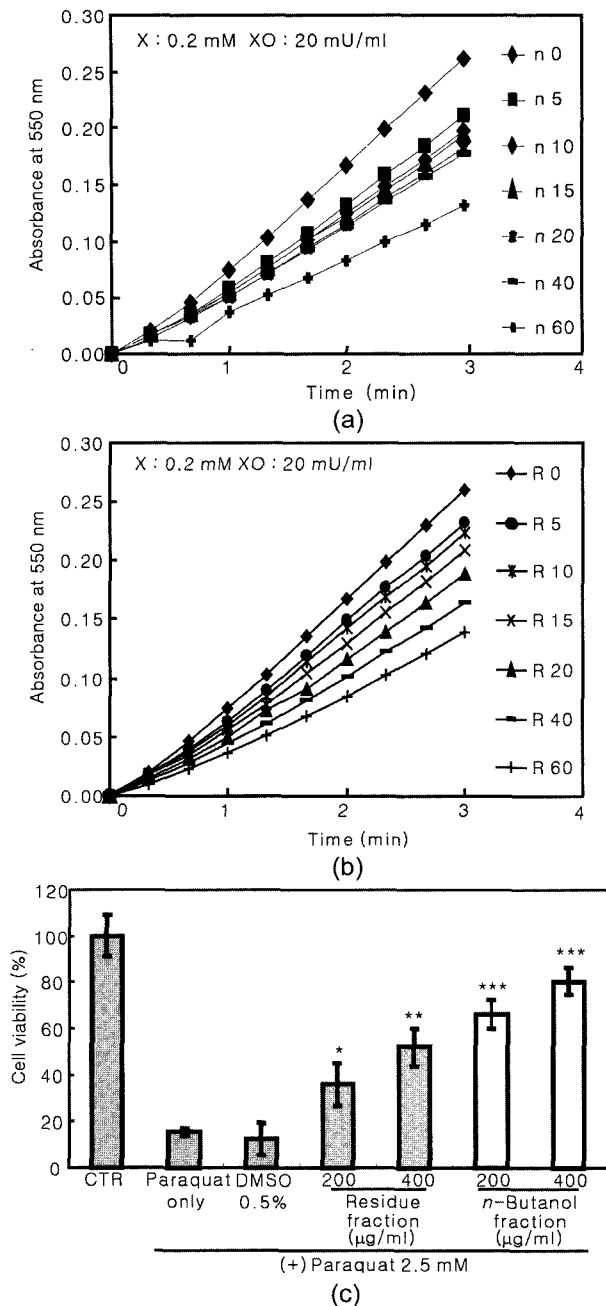 X : 0.2 mM XO : 20 mU/ml
0.30
0.25
0.20
0.15
0.10
0.05
0.00
Absorbance at 550 nm
0 1 2 3 4
Time (min)
n 0
n 5
n 10
n 15
n 20
n 40
n 60
(a)
X : 0.2 mM XO : 20 mU/ml
0.30
0.25
0.20
0.15
0.10
0.05
0.00
Absorbance at 550 nm
0 1 2 3 4
Time (min)
R 0
R 5
R 10
R 15
R 20
R 40
R 60
(b)
120
100
80
60
40
20
0
Cell viability (%)
* ** *** ***
CTR Paraquat only DMSO 0.5% 200 400 200 400
Residue fraction (μg/ml)
n-Butanol fraction (μg/ml)
(+) Paraquat 2.5 mM
(c)